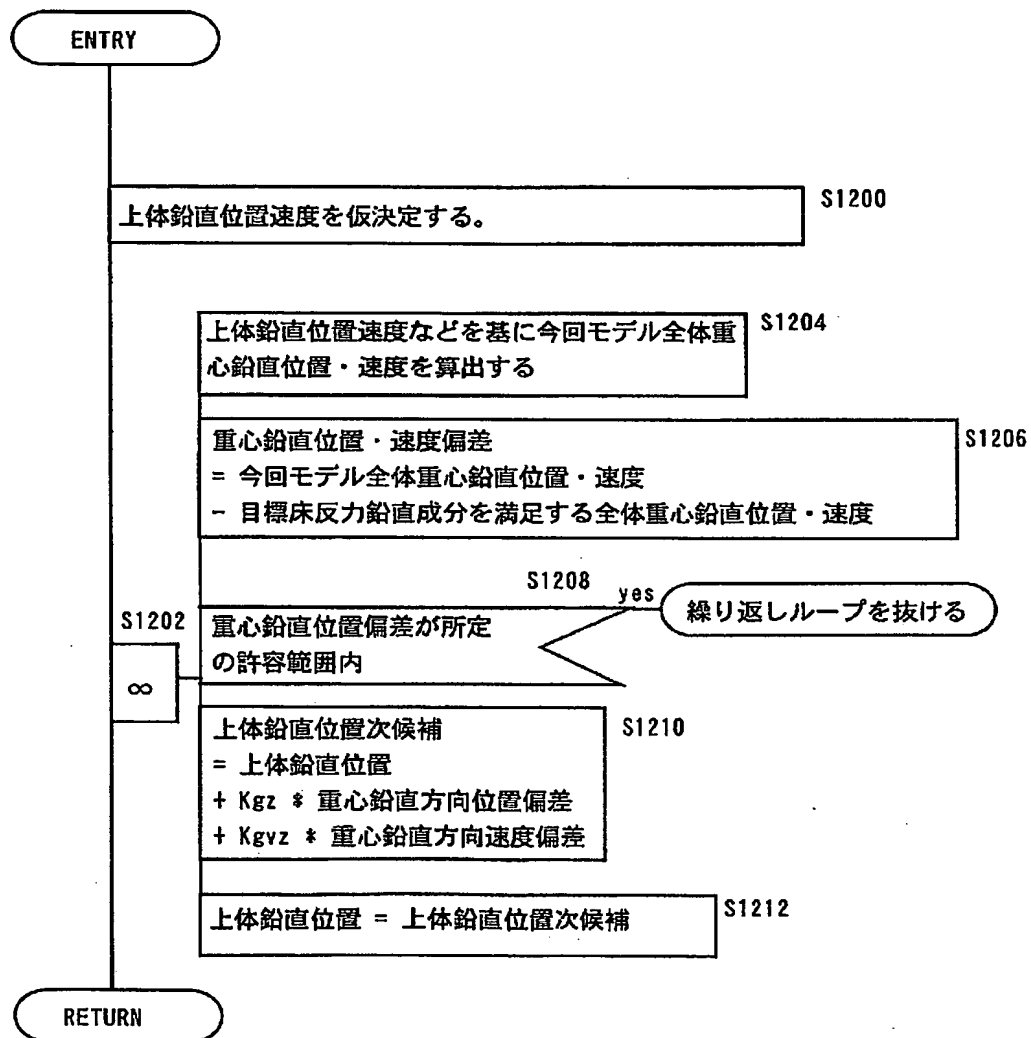 ENTRY
S1200
上体鉛直位置速度を仮決定する。
S1204
上体鉛直位置速度などを基に今回モデル全体重
心鉛直位置・速度を算出する
S1206
重心鉛直位置・速度偏差
= 今回モデル全体重心鉛直位置・速度
- 目標床反力鉛直成分を満足する全体重心鉛直位置・速度
S1208
yes
繰り返しループを抜ける
S1202
重心鉛直位置偏差が所定
の許容範囲内
∞
S1210
上体鉛直位置次候補
= 上体鉛直位置
+ Kgz * 重心鉛直方向位置偏差
+ Kgvz * 重心鉛直方向速度偏差
S1212
上体鉛直位置 = 上体鉛直位置次候補
RETURN